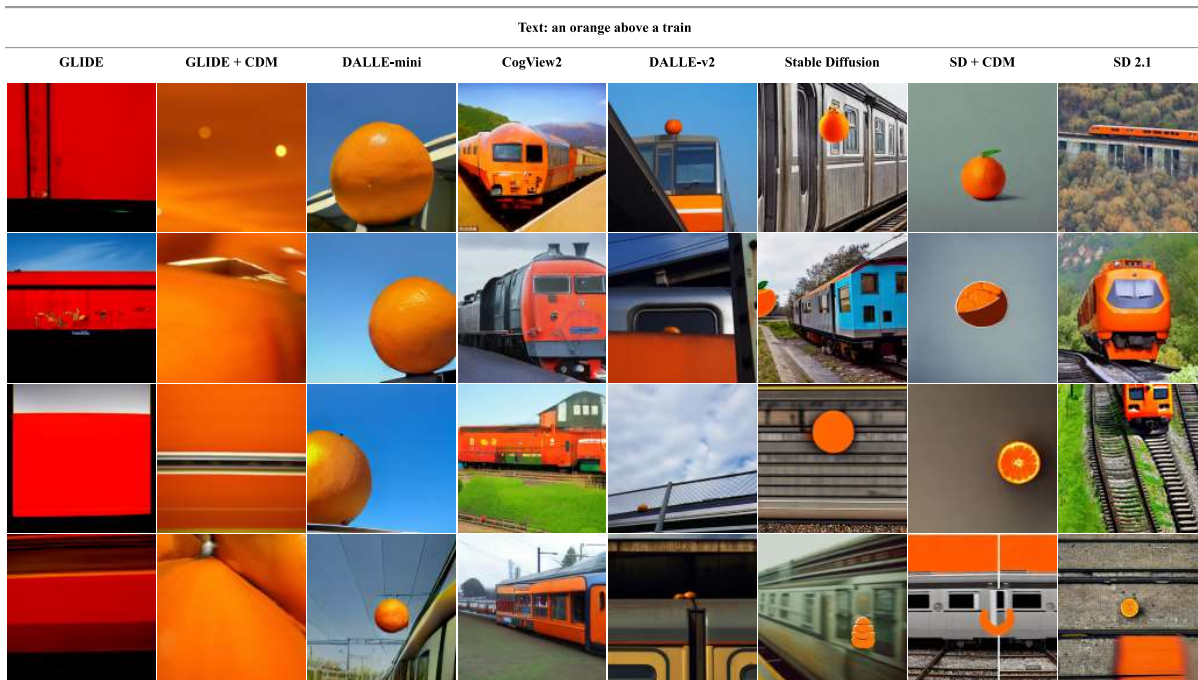 Text: an orange above a train
GLIDE GLIDE + CDM DALLE-mini CogView2 DALLE-v2 Stable Diffusion SD + CDM SD 2.1